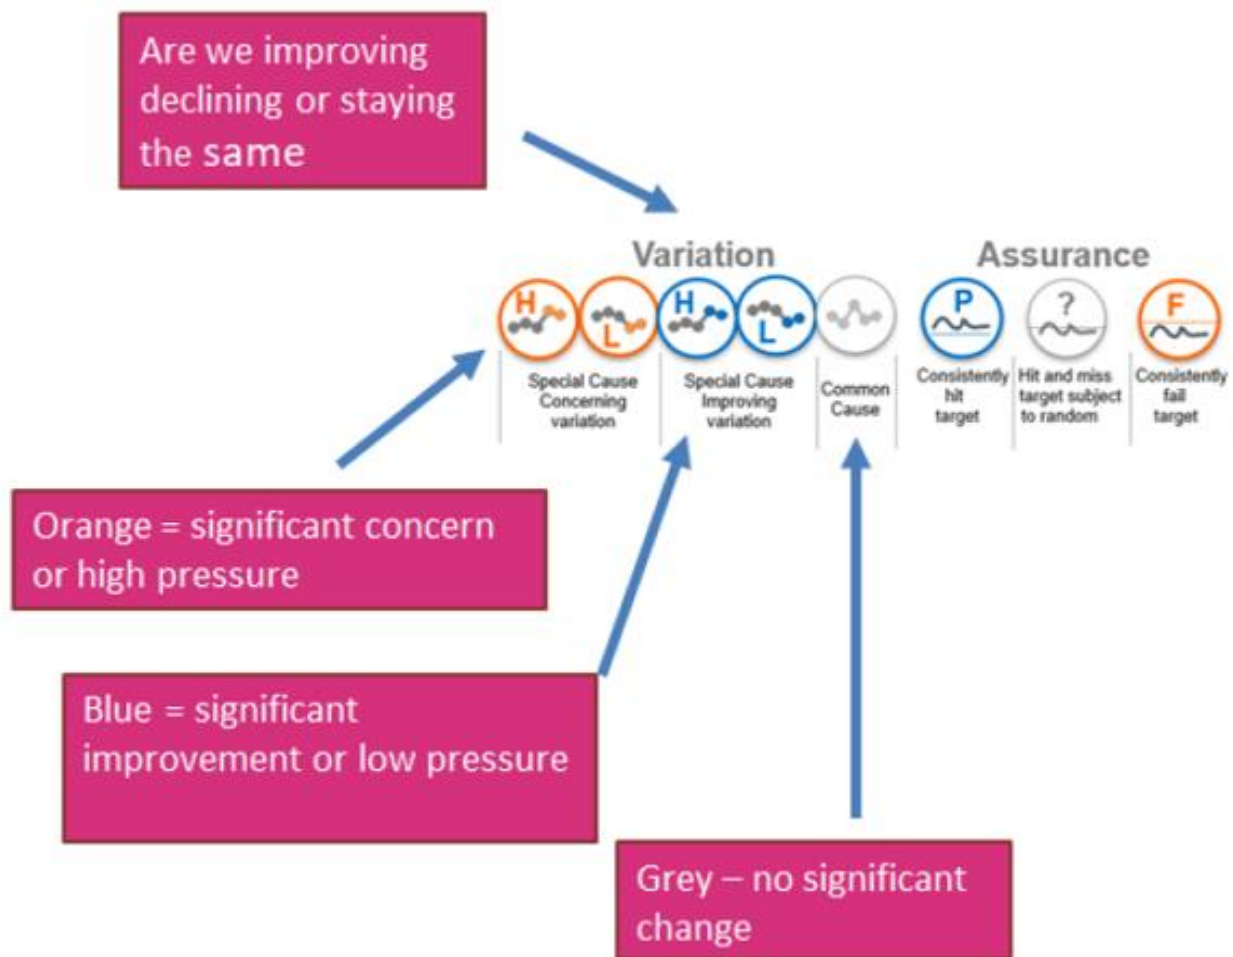 Are we improving
declining or staying
the same
Variation
Assurance
H
L
H
L
P
?
F
Special Cause
Concerning
variation
Special Cause
Improving
variation
Common
Cause
Consistently
hit
target
Hit and miss
target subject
to random
Consistently
fail
target
Orange = significant concern
or high pressure
Blue = significant
improvement or low pressure
Grey – no significant
change